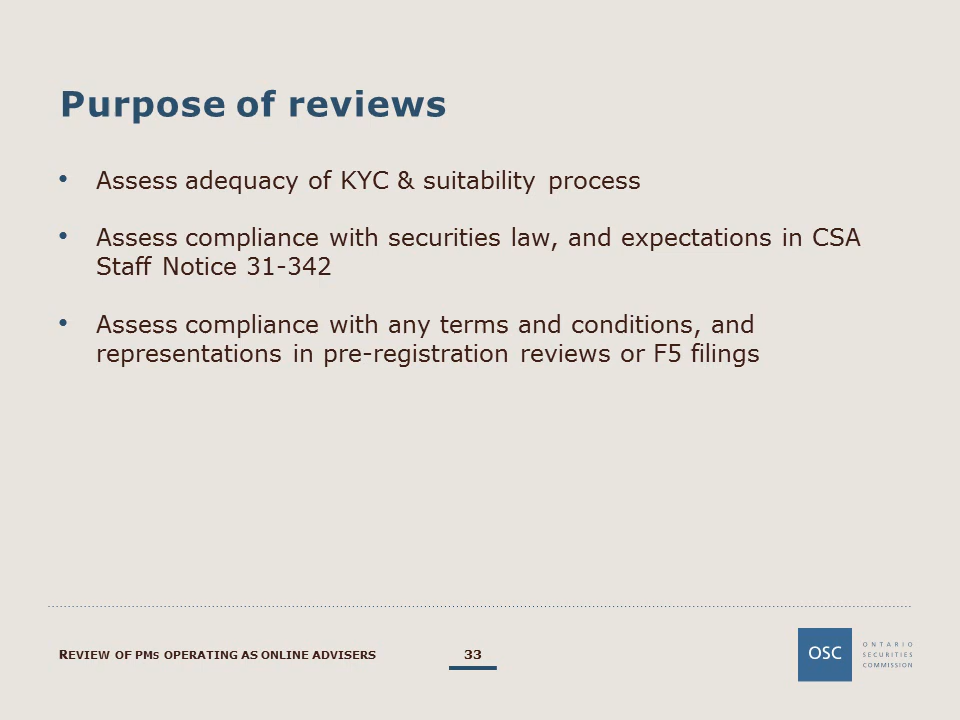 Purpose of reviews
• Assess adequacy of KYC & suitability process
• Assess compliance with securities law, and expectations in CSA
Staff Notice 31-342
• Assess compliance with any terms and conditions, and
representations in pre-registration reviews or F5 filings
REVIEW OF PMS OPERATING AS ONLINE ADVISERS
33
OSC
ONTARIO
SECURITIES
COMMISSION